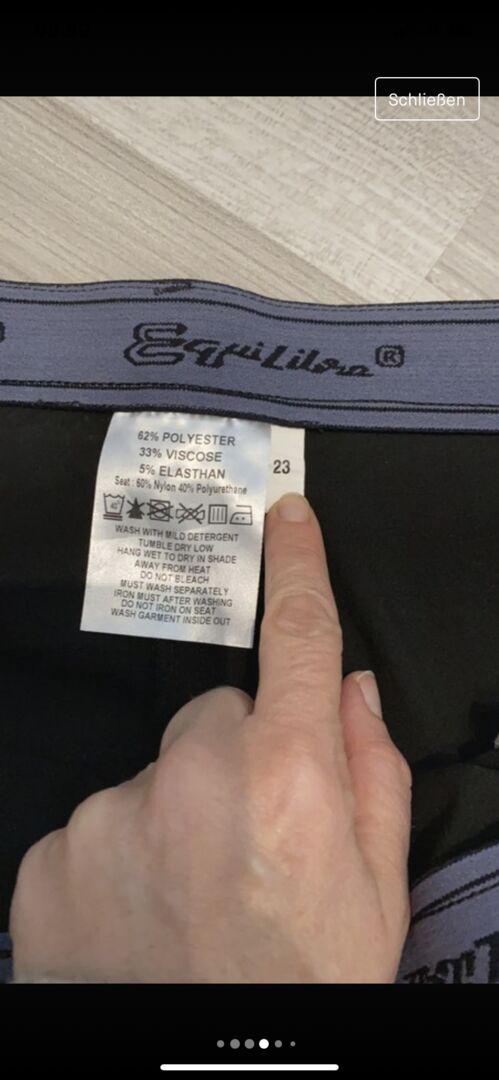 Schließen
EquiLibre®
62% POLYESTER
33% VISCOSE
5% ELASTHAN
Seat : 60% Nylon 40% Polyurethane
23
WASH WITH MILD DETERGENT
TUMBLE DRY LOW
HANG WET TO DRY IN SHADE
AWAY FROM HEAT
DO NOT BLEACH
MUST WASH SEPARATELY
IRON MUST AFTER WASHING
DO NOT IRON ON SEAT
WASH GARMENT INSIDE OUT